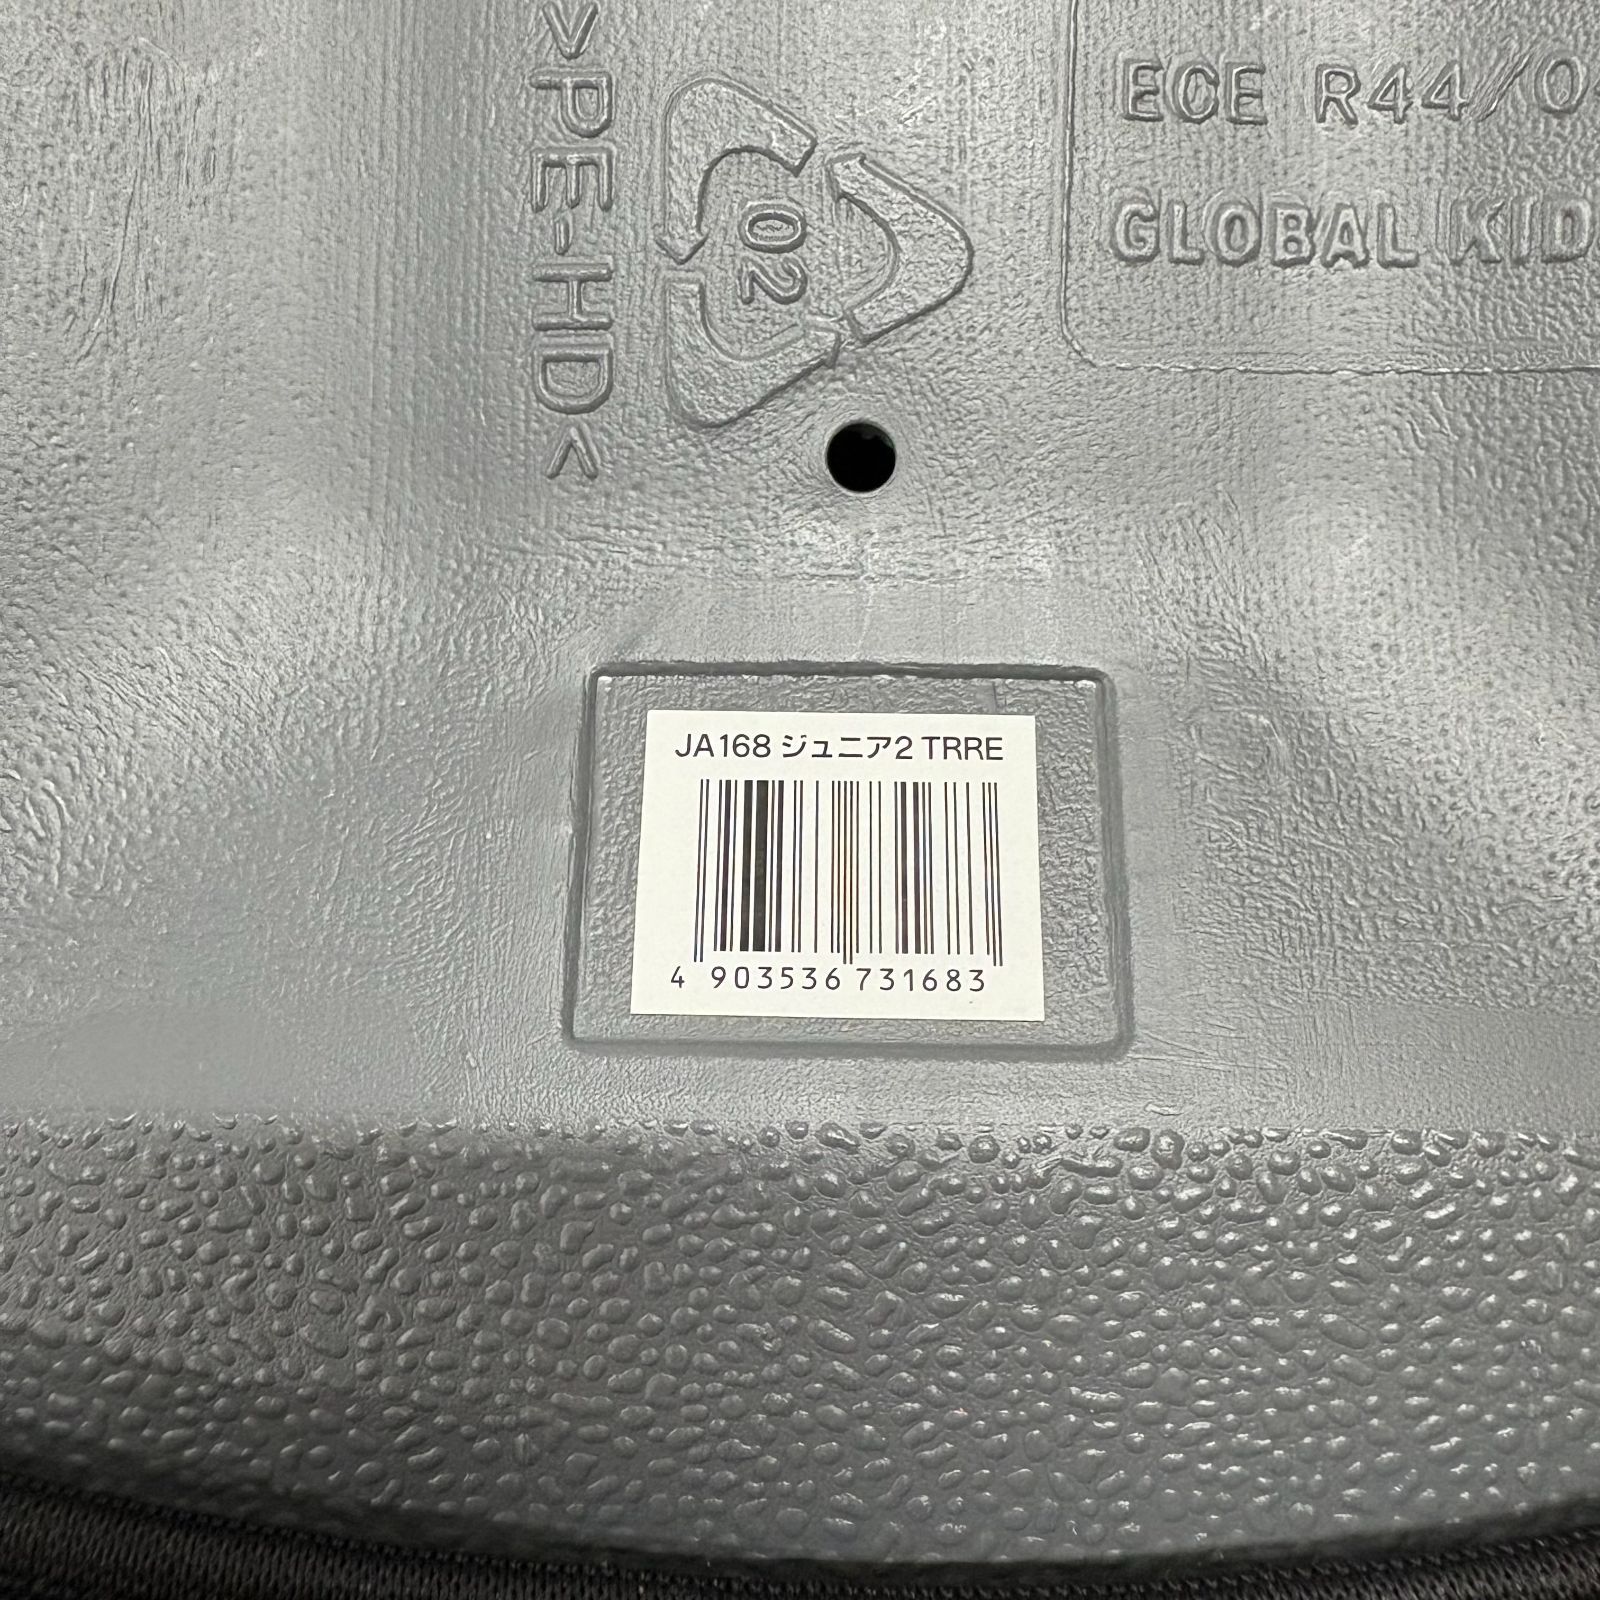 >PE-HD<
02
ECE R44/0
GLOBAL KID
JA168 ジュニア2 TRRE
4 903536 731683